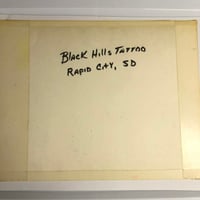 Black Hills Tattoo
Rapid City, SD